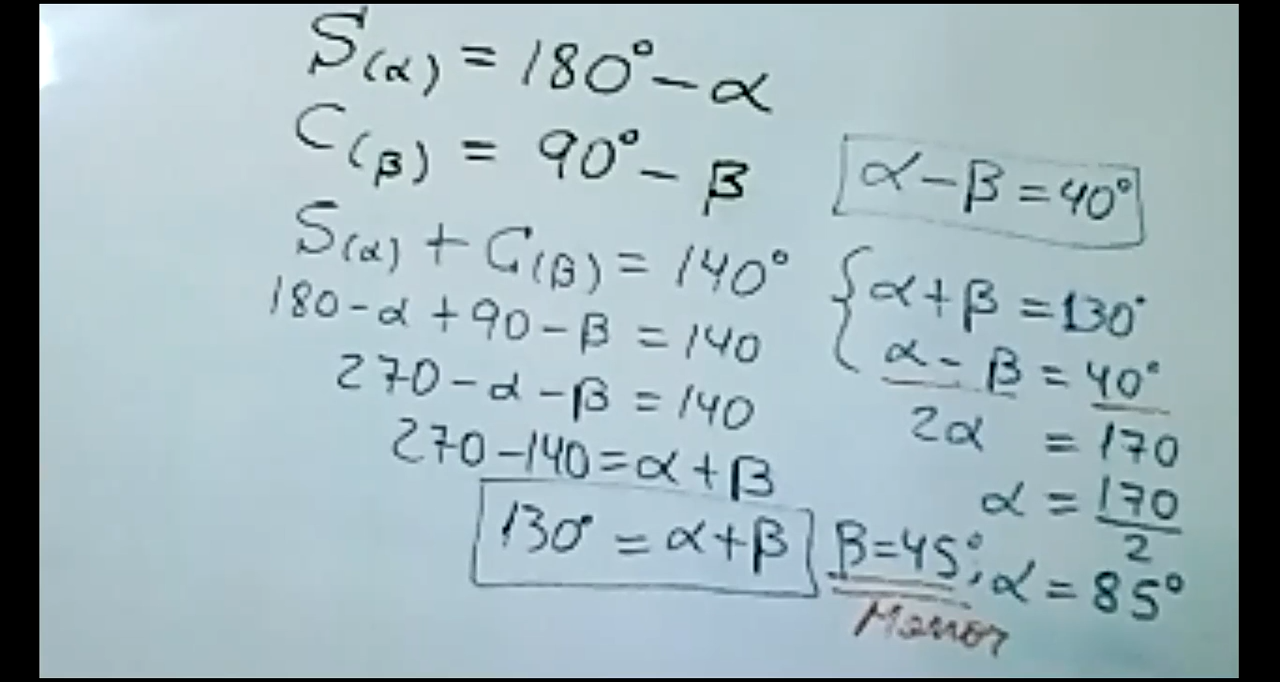 S(α) = 180° - α
C(β) = 90° - β
S(α) + C(β) = 140°
180 - α + 90 - β = 140
270 - α - β = 140
270 - 140 = α + β
130° = α + β
α - β = 40°
{ α + β = 130°
α - β = 40°
2α = 170
α = 170
2
β = 45°; α = 85°
Menor